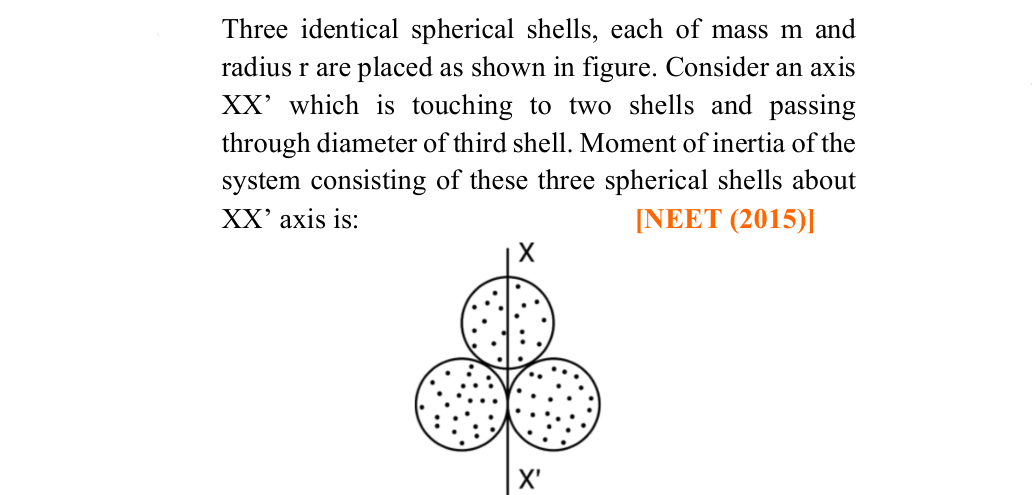 Three identical spherical shells, each of mass m and
radius r are placed as shown in figure. Consider an axis
XX’ which is touching to two shells and passing
through diameter of third shell. Moment of inertia of the
system consisting of these three spherical shells about
XX’ axis is: [NEET (2015)]
X
X'